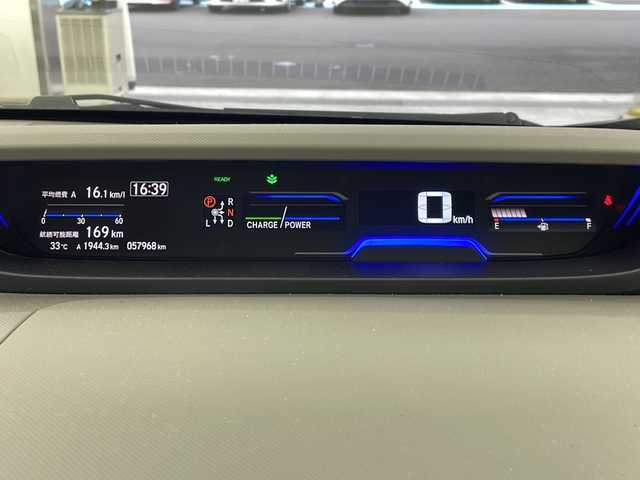 平均燃費 A 16.1 km/l 16:39
0 30 60
航続可能距離 169 km
33℃ A 1944.3 km 057968 km
READY
P R
N
L D
CHARGE POWER
0 km/h
E F